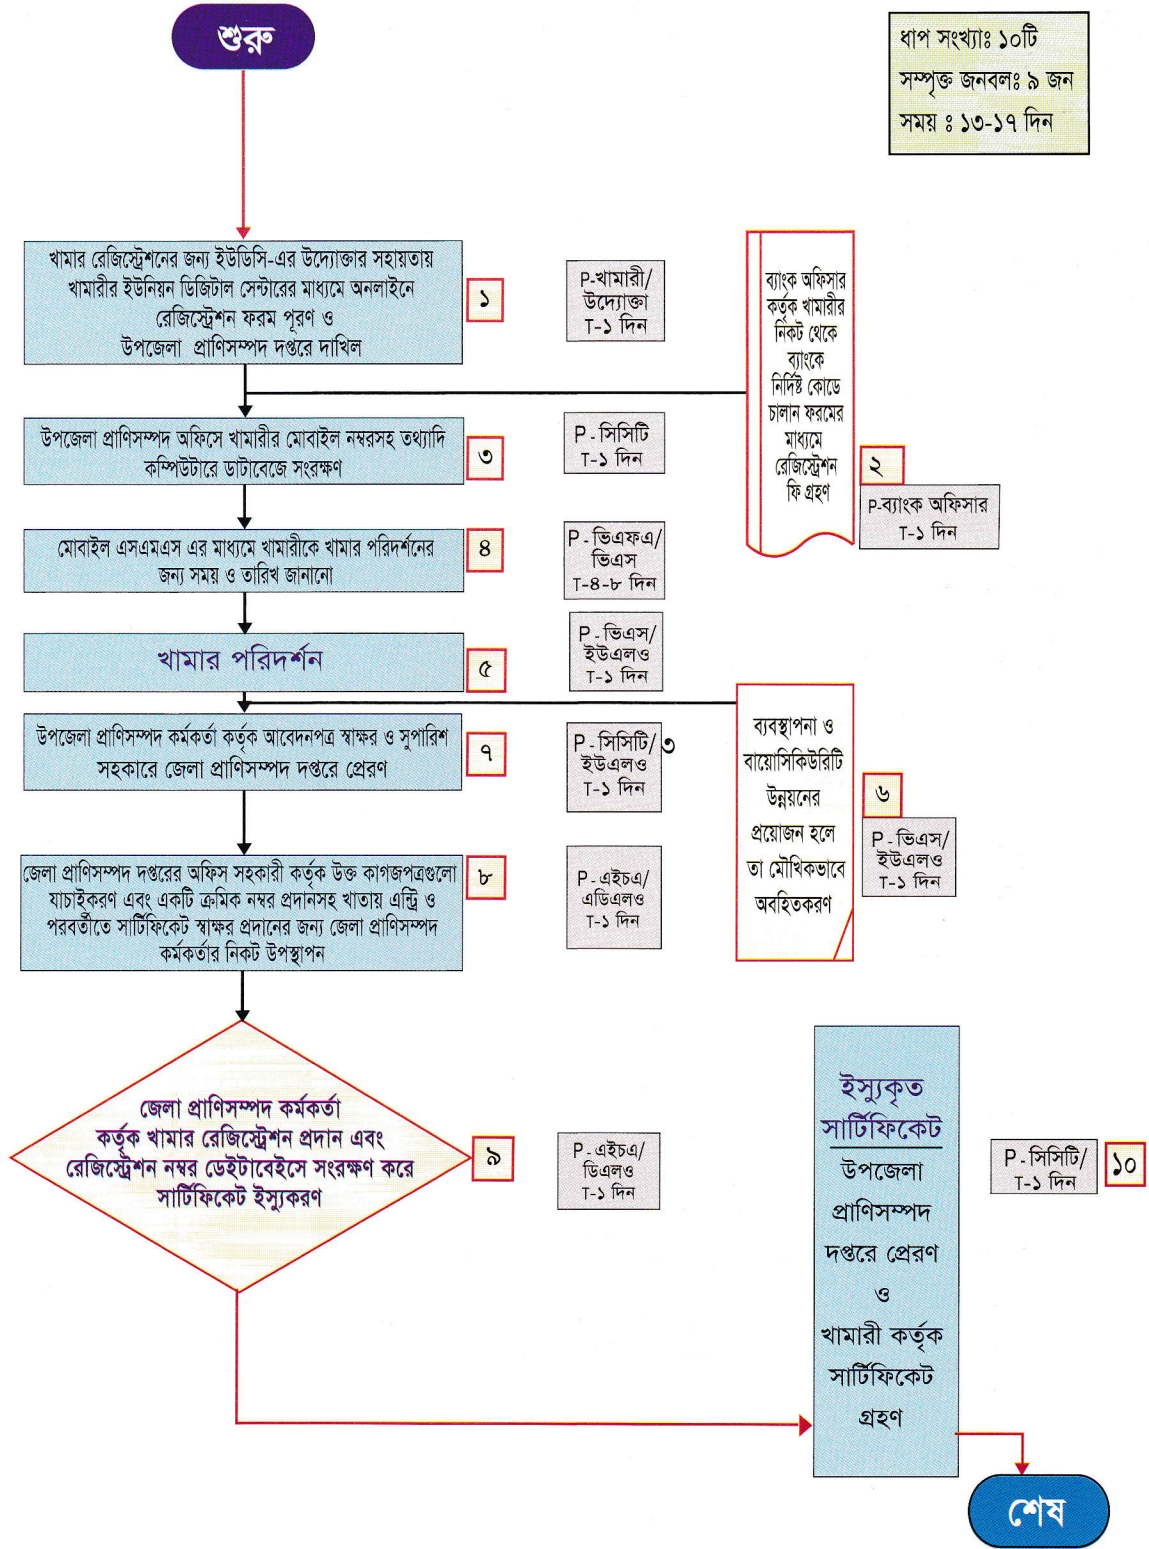 শুরু
ধাপ সংখ্যাঃ ১০টি
সম্পৃক্ত জনবলঃ ৯ জন
সময় ঃ ১৩-১৭ দিন
খামার রেজিস্ট্রেশনের জন্য ইউডিসি-এর উদ্যোক্তার সহায়তায়
খামারীর ইউনিয়ন ডিজিটাল সেন্টারের মাধ্যমে অনলাইনে
রেজিস্ট্রেশন ফরম পূরণ ও
উপজেলা প্রাণিসম্পদ দপ্তরে দাখিল
১
P-খামারী/
উদ্যোক্তা
T-১ দিন
ব্যাংক অফিসার
কর্তৃক খামারীর
নিকট থেকে
ব্যাংকে
নির্দিষ্ট কোডে
চালান ফরমের
মাধ্যমে
রেজিস্ট্রেশন
ফি গ্রহণ
২
P-ব্যাংক অফিসার
T-১ দিন
উপজেলা প্রাণিসম্পদ অফিসে খামারীর মোবাইল নম্বরসহ তথ্যাদি
কম্পিউটারে ডাটাবেজে সংরক্ষণ
৩
P - সিসিটি
T-১ দিন
মোবাইল এসএমএস এর মাধ্যমে খামারীকে খামার পরিদর্শনের
জন্য সময় ও তারিখ জানানো
৪
P - ভিএফএ/
ভিএস
T-৪-৮ দিন
খামার পরিদর্শন
৫
P - ভিএস/
ইউএলও
T-১ দিন
ব্যবস্থাপনা ও
বায়োসিকিউরিটি
উন্নয়নের
প্রয়োজন হলে
তা মৌখিকভাবে
অবহিতকরণ
৬
P - ভিএস/
ইউএলও
T-১ দিন
উপজেলা প্রাণিসম্পদ কর্মকর্তা কর্তৃক আবেদনপত্র স্বাক্ষর ও সুপারিশ
সহকারে জেলা প্রাণিসম্পদ দপ্তরে প্রেরণ
৭
P - সিসিটি/ ৩
ইউএলও
T-১ দিন
জেলা প্রাণিসম্পদ দপ্তরের অফিস সহকারী কর্তৃক উক্ত কাগজপত্রগুলো
যাচাইকরণ এবং একটি ক্রমিক নম্বর প্রদানসহ খাতায় এন্ট্রি ও
পরবর্তীতে সার্টিফিকেট স্বাক্ষর প্রদানের জন্য জেলা প্রাণিসম্পদ
কর্মকর্তার নিকট উপস্থাপন
৮
P - এইচএ/
এডিএলও
T-১ দিন
জেলা প্রাণিসম্পদ কর্মকর্তা
কর্তৃক খামার রেজিস্ট্রেশন প্রদান এবং
রেজিস্ট্রেশন নম্বর ডেইটাবেইসে সংরক্ষণ করে
সার্টিফিকেট ইস্যুকরণ
৯
P - এইচএ/
ডিএলও
T-১ দিন
ইস্যুকৃত
সার্টিফিকেট
উপজেলা
প্রাণিসম্পদ
দপ্তরে প্রেরণ
ও
খামারী কর্তৃক
সার্টিফিকেট
গ্রহণ
P - সিসিটি/
T-১ দিন
১০
শেষ